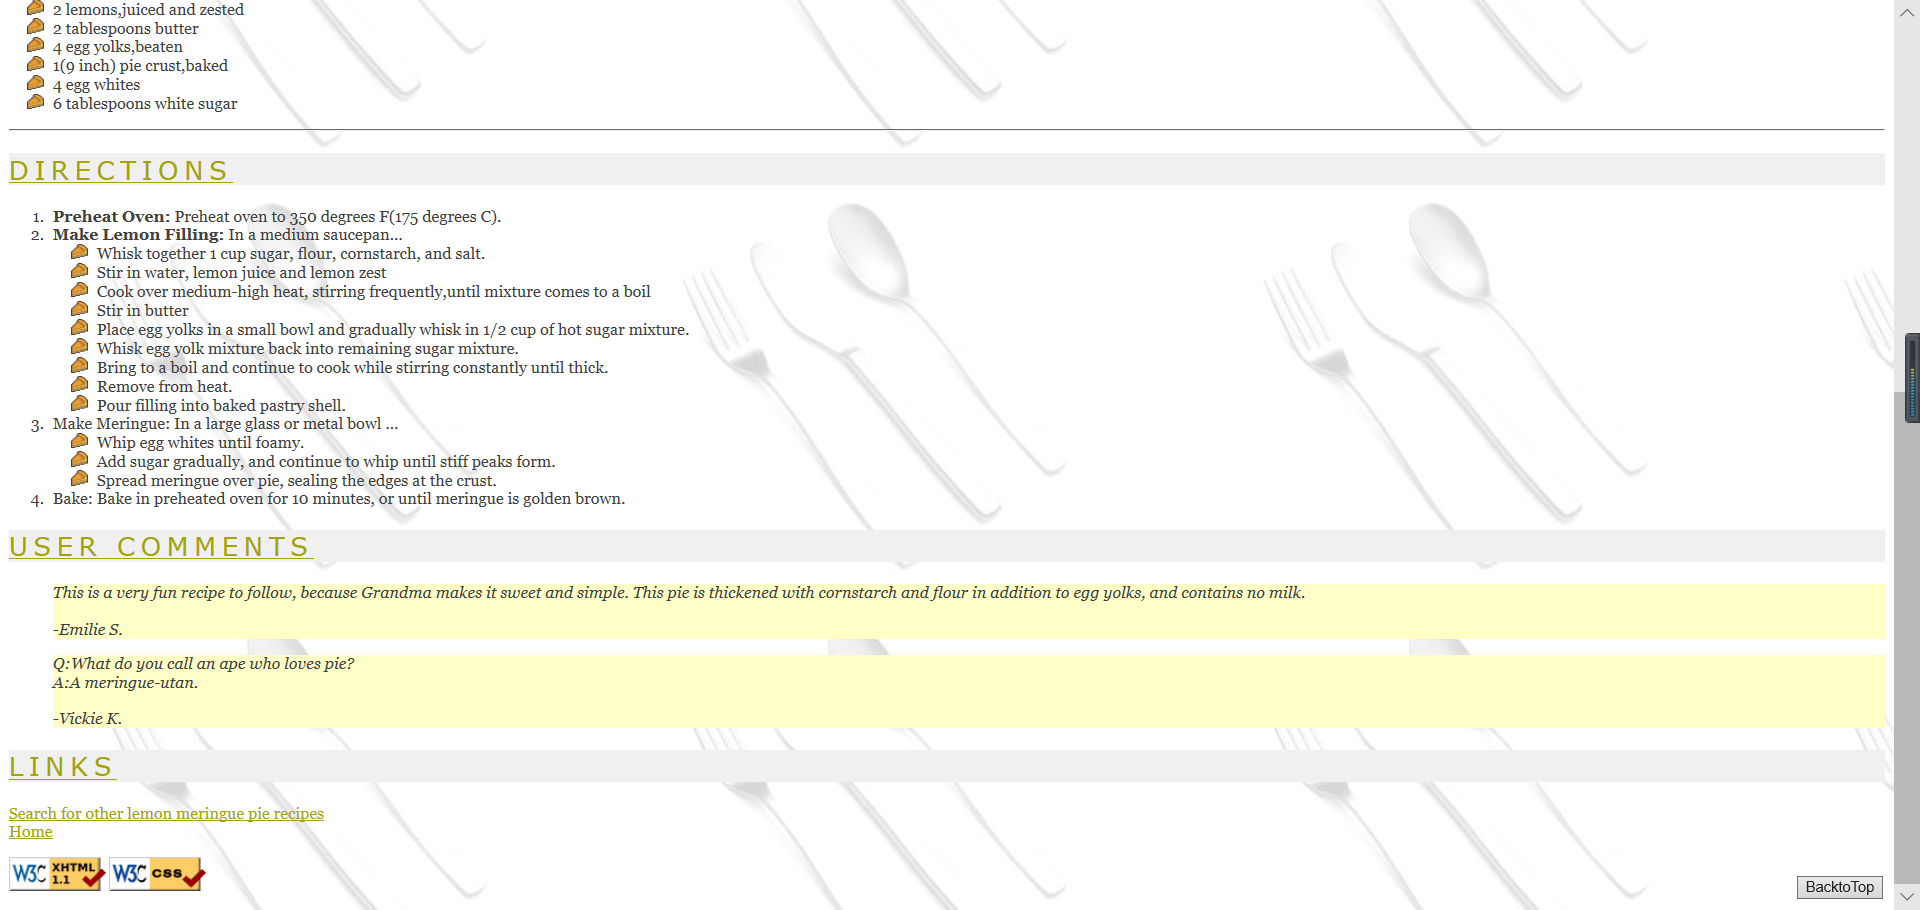 2 lemons,juiced and zested
2 tablespoons butter
4 egg yolks,beaten
1(9 inch) pie crust,baked
4 egg whites
6 tablespoons white sugar
DIRECTIONS
1. Preheat Oven: Preheat oven to 350 degrees F(175 degrees C).
2. Make Lemon Filling: In a medium saucepan...
Whisk together 1 cup sugar, flour, cornstarch, and salt.
Stir in water, lemon juice and lemon zest
Cook over medium-high heat, stirring frequently,until mixture comes to a boil
Stir in butter
Place egg yolks in a small bowl and gradually whisk in 1/2 cup of hot sugar mixture.
Whisk egg yolk mixture back into remaining sugar mixture.
Bring to a boil and continue to cook while stirring constantly until thick.
Remove from heat.
Pour filling into baked pastry shell.
3. Make Meringue: In a large glass or metal bowl ...
Whip egg whites until foamy.
Add sugar gradually, and continue to whip until stiff peaks form.
Spread meringue over pie, sealing the edges at the crust.
4. Bake: Bake in preheated oven for 10 minutes, or until meringue is golden brown.
USER COMMENTS
This is a very fun recipe to follow, because Grandma makes it sweet and simple. This pie is thickened with cornstarch and flour in addition to egg yolks, and contains no milk.
-Emilie S.
Q:What do you call an ape who loves pie?
A:A meringue-utan.
-Vickie K.
LINKS
Search for other lemon meringue pie recipes
Home
W3C XHTML 1.1 W3C css
BacktoTop